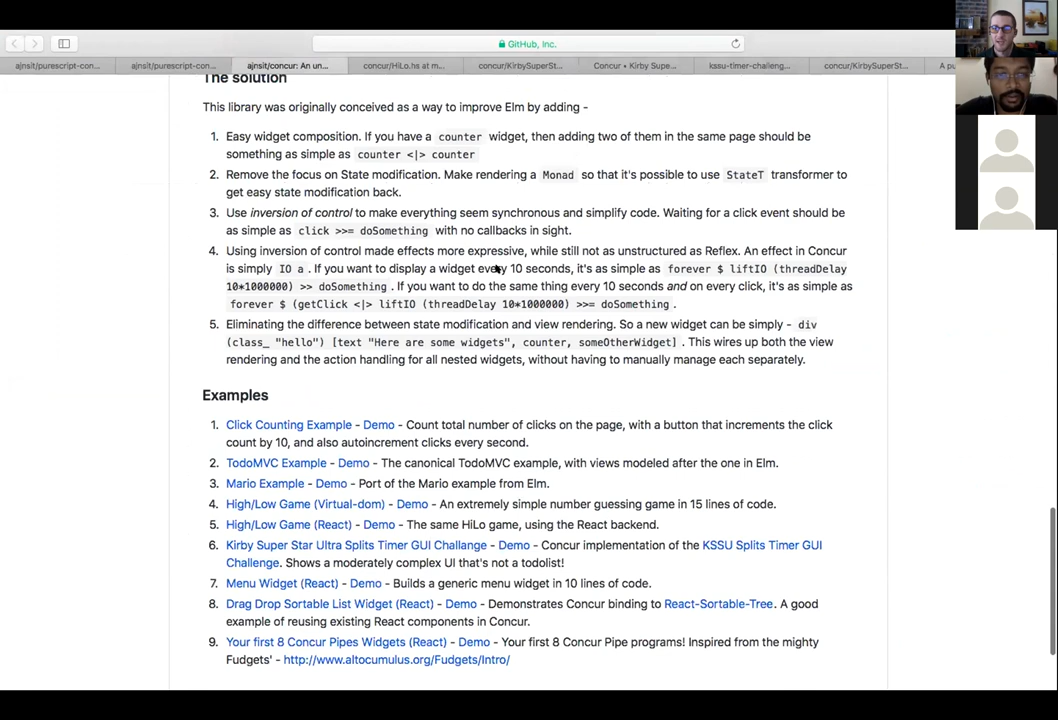 GitHub, Inc.
ajnsit/purescript-con...
ajnsit/purescript-con...
ajnsit/concur: An un...
concur/HiLo.hs at m...
concur/KirbySuperSt...
Concur • Kirby Supe...
kssu-timer-challeng...
concur/KirbySuperSt...
The solution
This library was originally conceived as a way to improve Elm by adding -
1. Easy widget composition. If you have a counter widget, then adding two of them in the same page should be
something as simple as counter <|> counter
2. Remove the focus on State modification. Make rendering a Monad so that it's possible to use StateT transformer to
get easy state modification back.
3. Use inversion of control to make everything seem synchronous and simplify code. Waiting for a click event should be
as simple as click >>= doSomething with no callbacks in sight.
4. Using inversion of control made effects more expressive, while still not as unstructured as Reflex. An effect in Concur
is simply IO a . If you want to display a widget every 10 seconds, it's as simple as forever $ liftIO (threadDelay
10*1000000) >> doSomething . If you want to do the same thing every 10 seconds and on every click, it's as simple as
forever $ (getClick <|> liftIO (threadDelay 10*1000000) >>= doSomething .
5. Eliminating the difference between state modification and view rendering. So a new widget can be simply - div
(class_ "hello") [text "Here are some widgets", counter, someOtherWidget] . This wires up both the view
rendering and the action handling for all nested widgets, without having to manually manage each separately.
Examples
1. Click Counting Example - Demo - Count total number of clicks on the page, with a button that increments the click
count by 10, and also autoincrement clicks every second.
2. TodoMVC Example - Demo - The canonical TodoMVC example, with views modeled after the one in Elm.
3. Mario Example - Demo - Port of the Mario example from Elm.
4. High/Low Game (Virtual-dom) - Demo - An extremely simple number guessing game in 15 lines of code.
5. High/Low Game (React) - Demo - The same HiLo game, using the React backend.
6. Kirby Super Star Ultra Splits Timer GUI Challange - Demo - Concur implementation of the KSSU Splits Timer GUI
Challenge. Shows a moderately complex UI that's not a todolist!
7. Menu Widget (React) - Demo - Builds a generic menu widget in 10 lines of code.
8. Drag Drop Sortable List Widget (React) - Demo - Demonstrates Concur binding to React-Sortable-Tree. A good
example of reusing existing React components in Concur.
9. Your first 8 Concur Pipes Widgets (React) - Demo - Your first 8 Concur Pipe programs! Inspired from the mighty
Fudgets' - http://www.altocumulus.org/Fudgets/Intro/